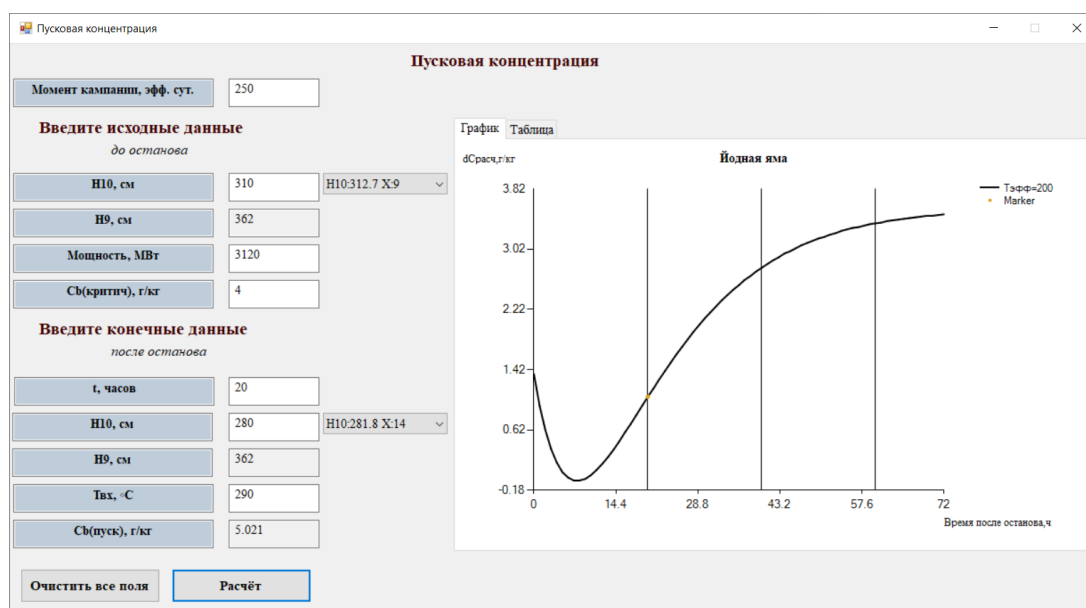 Пусковая концентрация
Пусковая концентрация
Момент кампании, эфф. сут. 250
Введите исходные данные
до останова
H10, см 310 H10:312.7 X:9
H9, см 362
Мощность, МВт 3120
Cb(критич), г/кг 4
Введите конечные данные
после останова
t, часов 20
H10, см 280 H10:281.8 X:14
H9, см 362
Твх, °С 290
Cb(пуск), г/кг 5.021
Очистить все поля Расчёт
График Таблица
dCрасч,г/кг Йодная яма
3.82
3.02
2.22
1.42
0.62
-0.18
0 14.4 28.8 43.2 57.6 72
Время после останова,ч
Тэфф=200
Marker